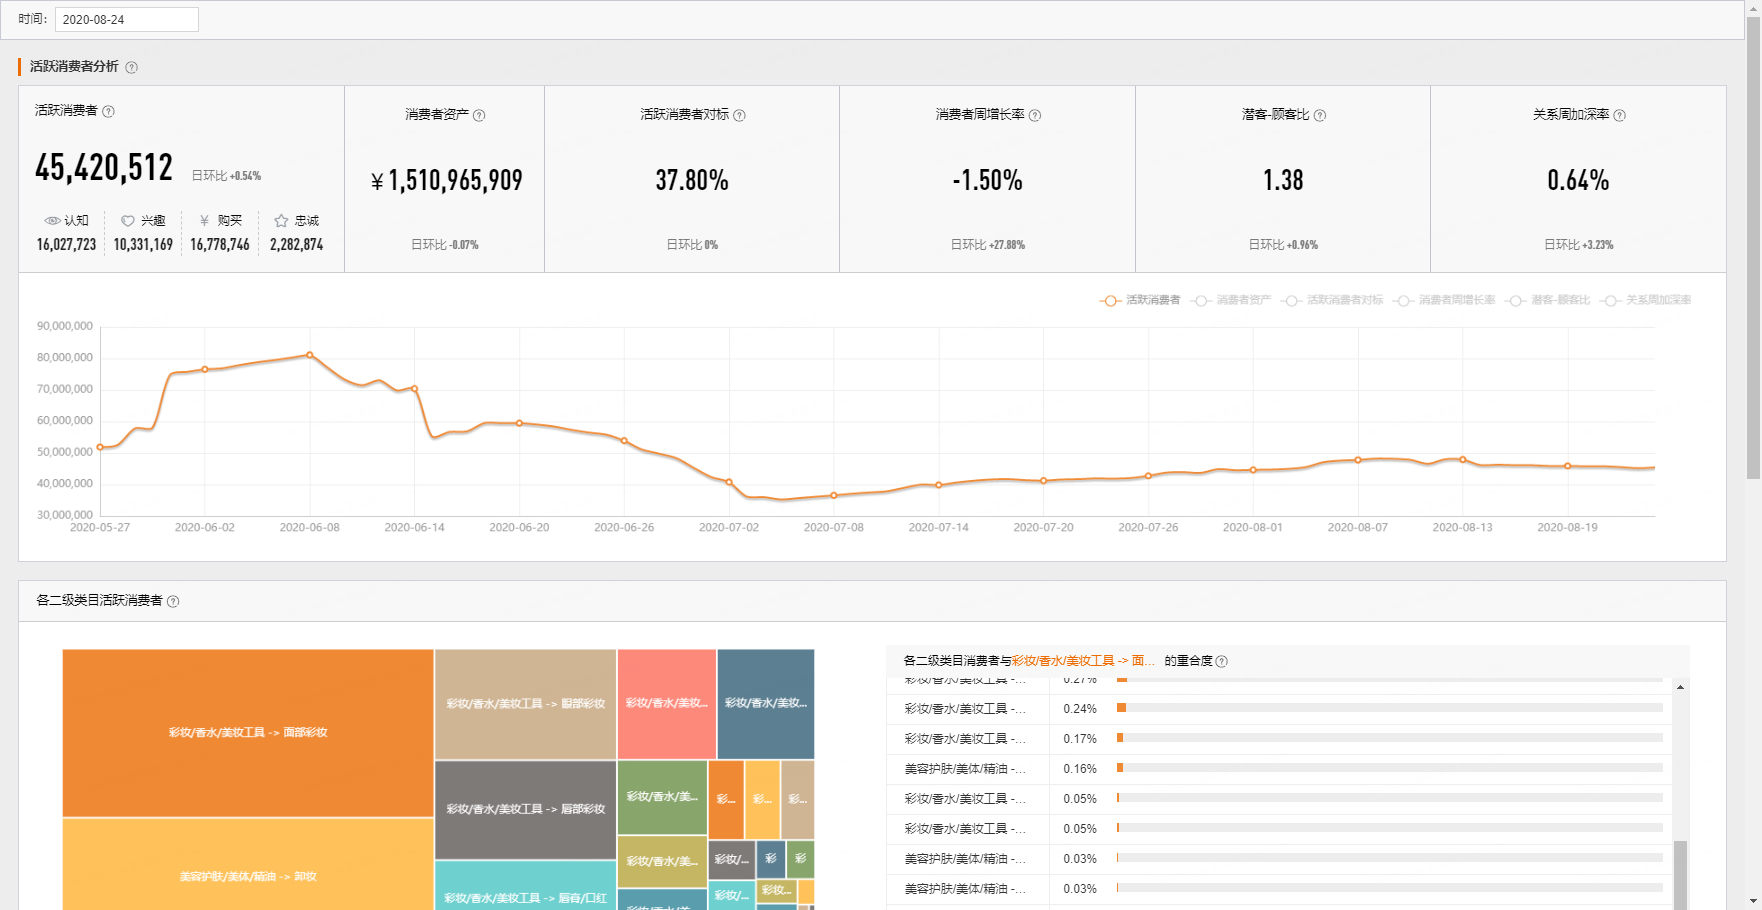 时间: 2020-08-24
活跃消费者分析
活跃消费者
45,420,512 日环比 +0.54%
认知 兴趣 ¥ 购买 忠诚
16,027,723 10,331,169 16,778,746 2,282,874
消费者资产
¥ 1,510,965,909
日环比 -0.07%
活跃消费者对标
37.80%
日环比 0%
消费者周增长率
-1.50%
日环比 +27.88%
潜客-顾客比
1.38
日环比 +0.96%
关系周加深率
0.64%
日环比 +3.23%
活跃消费者 消费者资产 活跃消费者对标 消费者周增长率 潜客-顾客比 关系周加深率
90,000,000
80,000,000
70,000,000
60,000,000
50,000,000
40,000,000
30,000,000
2020-05-27 2020-06-02 2020-06-08 2020-06-14 2020-06-20 2020-06-26 2020-07-02 2020-07-08 2020-07-14 2020-07-20 2020-07-26 2020-08-01 2020-08-07 2020-08-13 2020-08-19
各二级类目活跃消费者
彩妆/香水/美妆工具 -> 面部彩妆
美容护肤/美体/精油 -> 卸妆
彩妆/香水/美妆工具 -> 眼部彩妆
彩妆/香水/美妆工具 -> 唇部彩妆
彩妆/香水/美妆工具 -> 唇膏/口红
彩妆/香水/美妆...
彩妆/香水/美妆...
彩妆/香水/美...
彩妆/香水/美...
彩妆/香水/美...
彩...
彩...
彩...
彩妆/...
彩
彩
彩妆/...
彩妆...
各二级类目消费者与彩妆/香水/美妆工具 -> 面... 的重合度
彩妆/香水/美妆工具 -... 0.27%
彩妆/香水/美妆工具 -... 0.24%
彩妆/香水/美妆工具 -... 0.17%
美容护肤/美体/精油 -... 0.16%
彩妆/香水/美妆工具 -... 0.05%
彩妆/香水/美妆工具 -... 0.05%
美容护肤/美体/精油 -... 0.03%
美容护肤/美体/精油 -... 0.03%